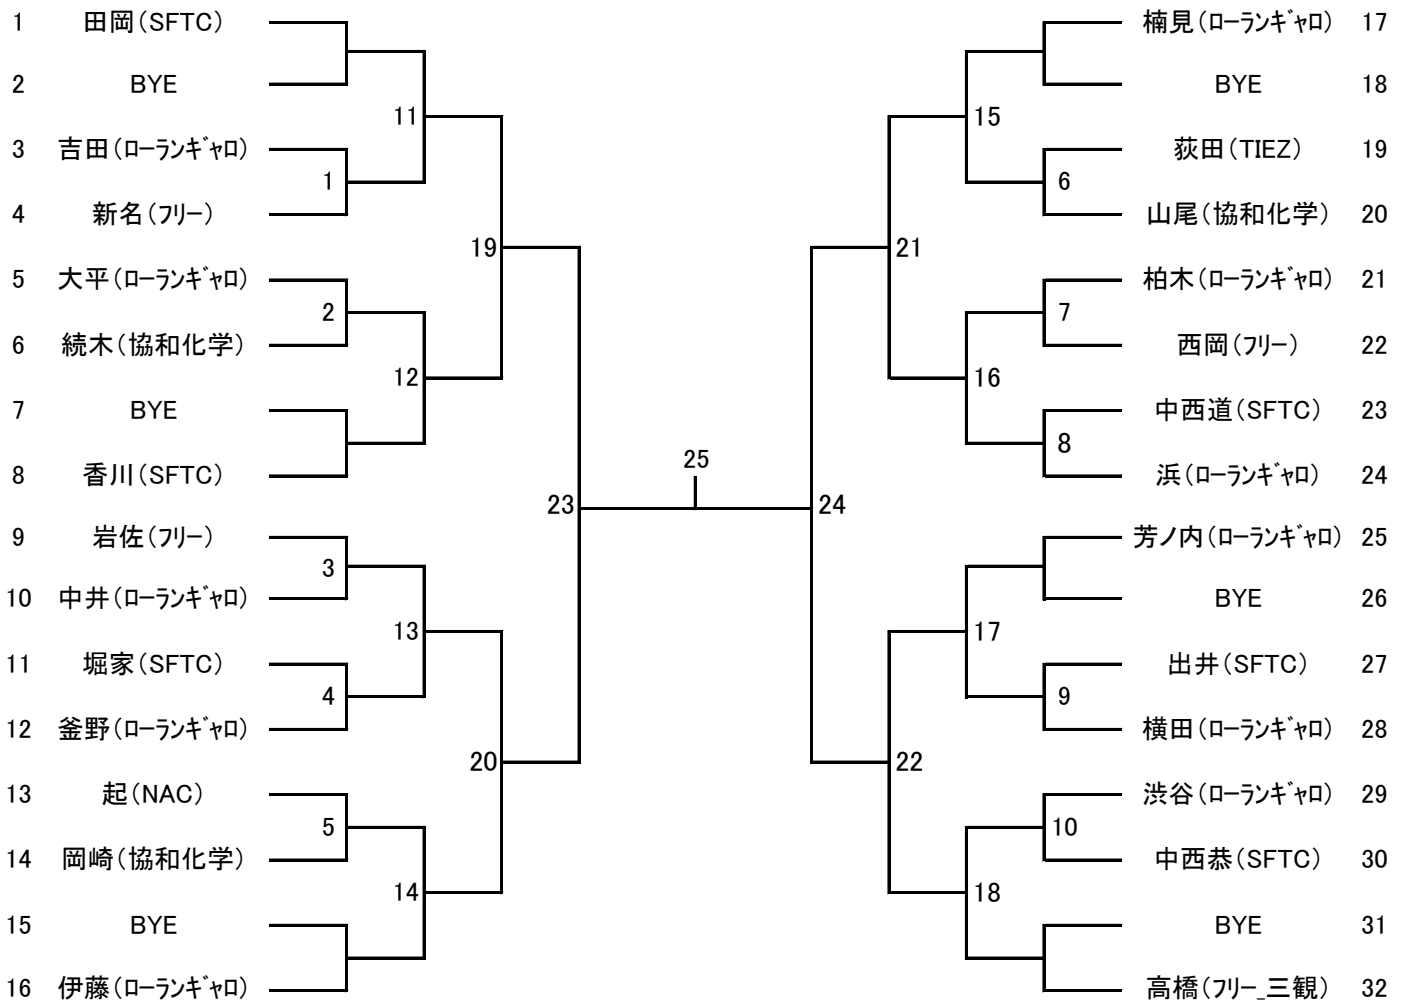 1 田岡(SFTC)
2 BYE
11
3 吉田(ローランギャロ)
1
4 新名(フリー)
19
5 大平(ローランギャロ)
2
6 続木(協和化学)
12
7 BYE
8 香川(SFTC)
23
9 岩佐(フリー)
3
10 中井(ローランギャロ)
13
11 堀家(SFTC)
4
12 釜野(ローランギャロ)
20
13 起(NAC)
5
14 岡崎(協和化学)
14
15 BYE
16 伊藤(ローランギャロ)
25
楠見(ローランギャロ) 17
BYE 18
15
荻田(TIEZ) 19
6
山尾(協和化学) 20
21
柏木(ローランギャロ) 21
7
西岡(フリー) 22
16
中西道(SFTC) 23
8
浜(ローランギャロ) 24
24
芳ノ内(ローランギャロ) 25
BYE 26
17
出井(SFTC) 27
9
横田(ローランギャロ) 28
22
渋谷(ローランギャロ) 29
10
中西恭(SFTC) 30
18
BYE 31
高橋(フリー_三観) 32